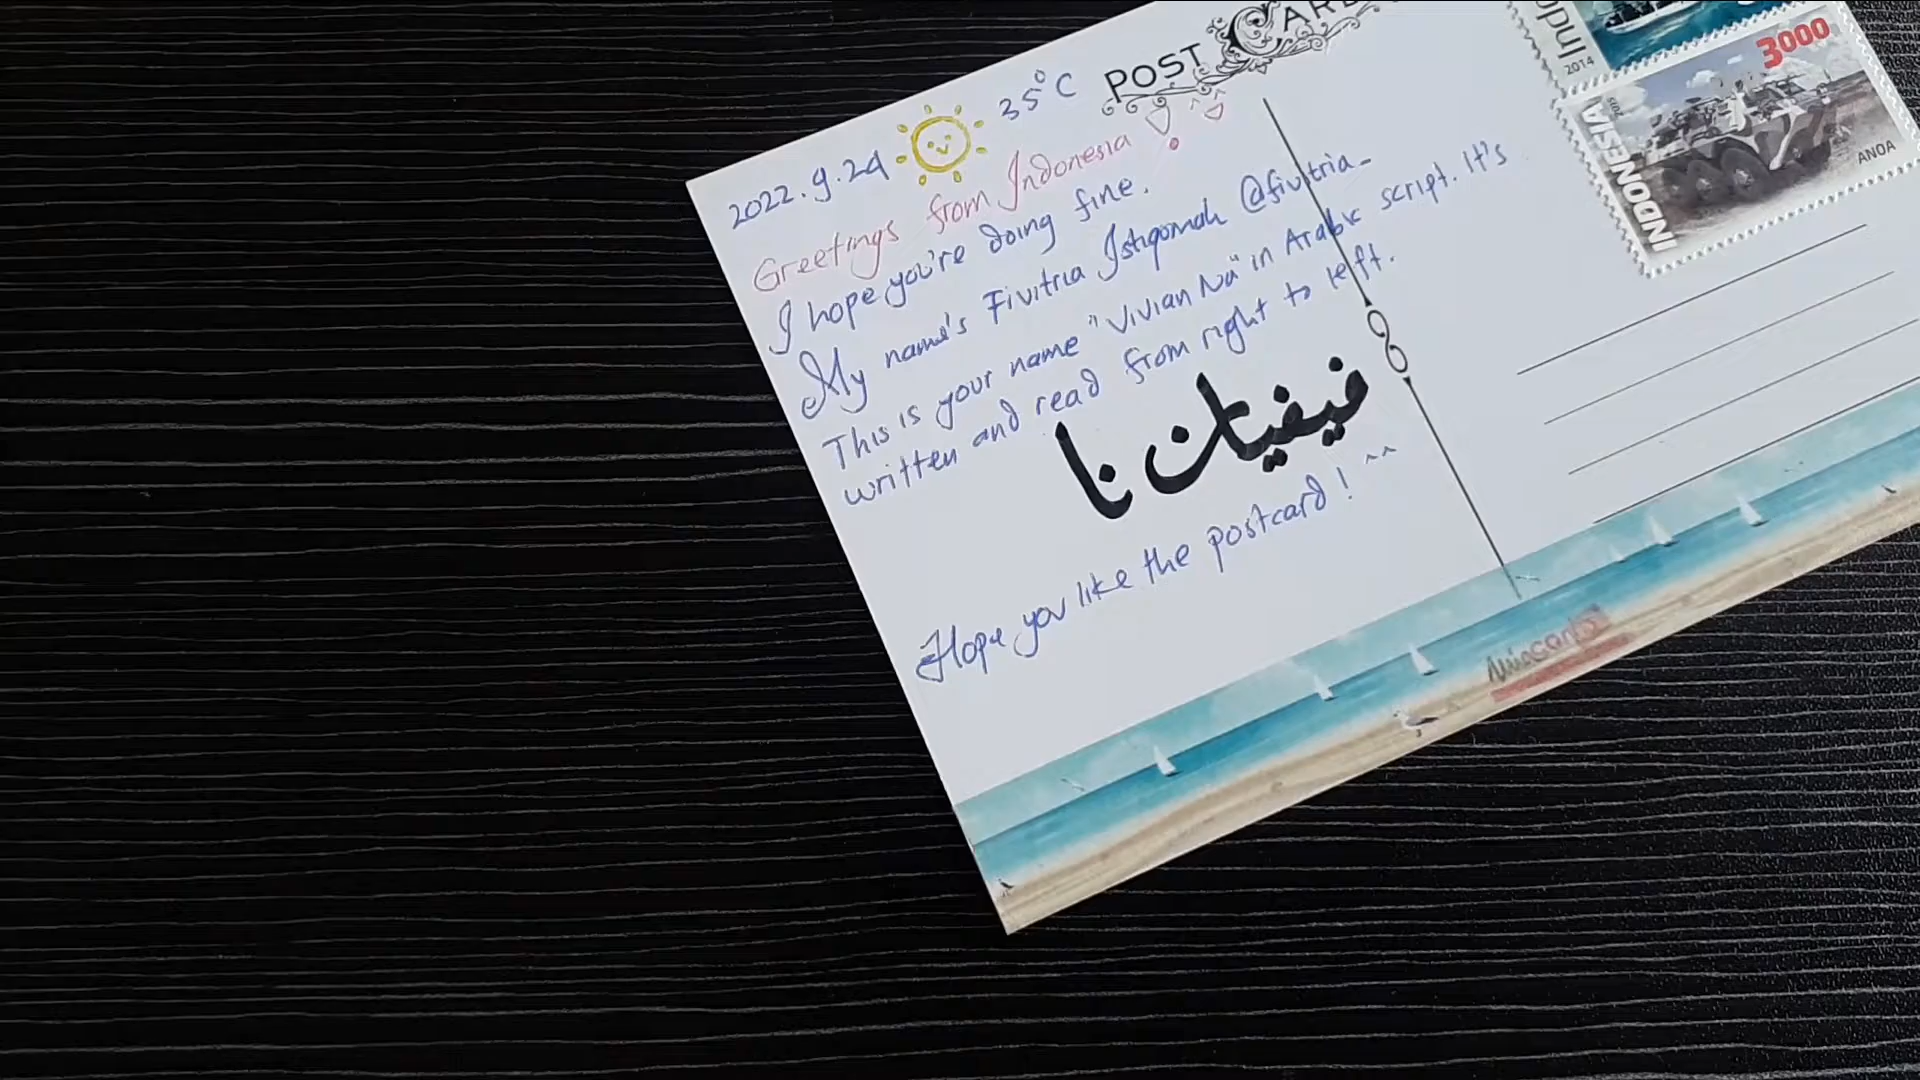 POST CARD
2022.9.24 35°C
Greetings from Indonesia !
I hope you're doing fine.
My name's Fivitria Istiqomah @fivitria_
This is your name "Vivian Na" in Arabic script. It's
written and read from right to left.
فيفيان نا
Hope you like the postcard! ^^
Indo
2014
3000
INDONESIA
2015
ANOA